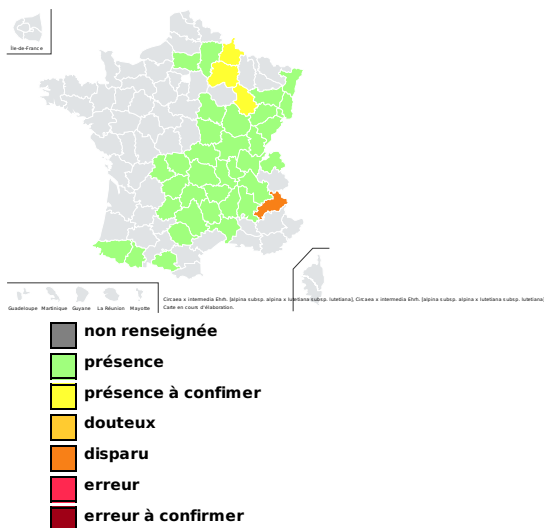 Île-de-France
Guadeloupe Martinique Guyane La Réunion Mayotte
Circaea x intermedia Ehrh. [alpina subsp. alpina x lutetiana subsp. lutetiana], Circaea x intermedia Ehrh. [alpina subsp. alpina x lutetiana subsp. lutetiana]
Carte en cours d'élaboration.
non renseignée
présence
présence à confimer
douteux
disparu
erreur
erreur à confirmer